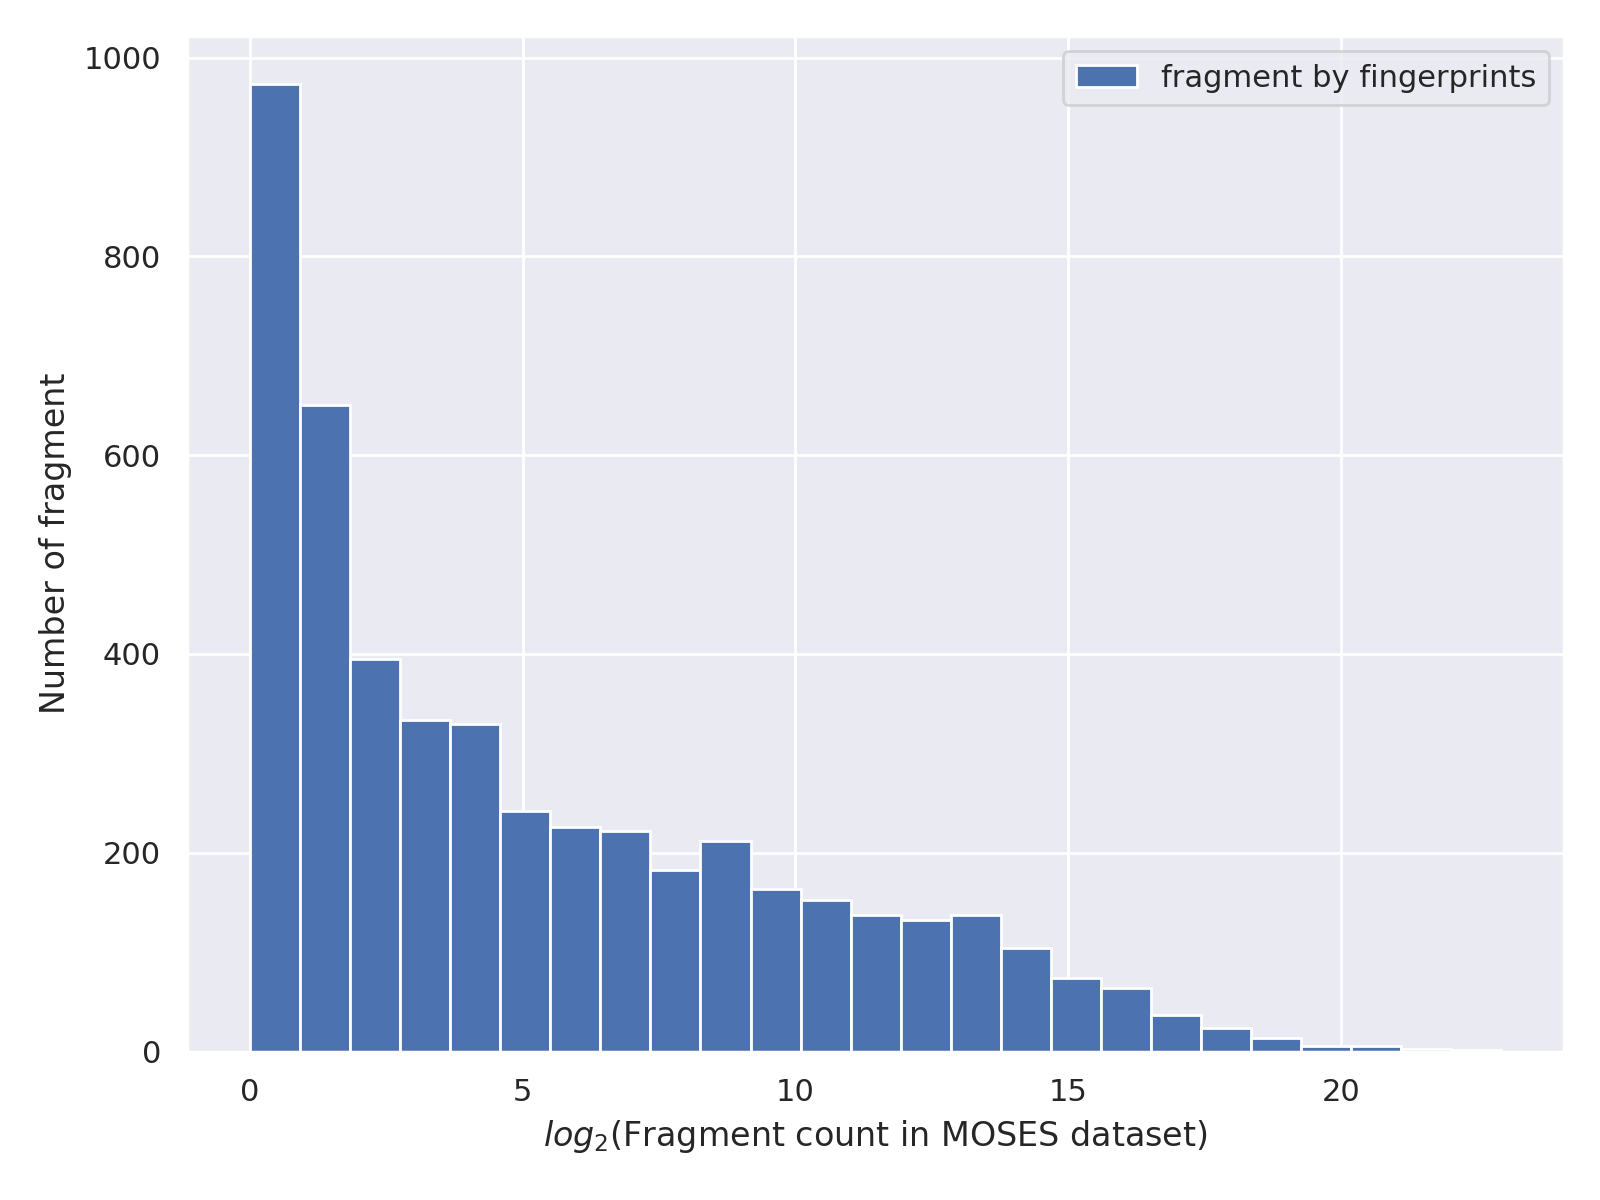 fragment by fingerprints
Number of fragment
1000
800
600
400
200
0
0 5 10 15 20
log₂(Fragment count in MOSES dataset)